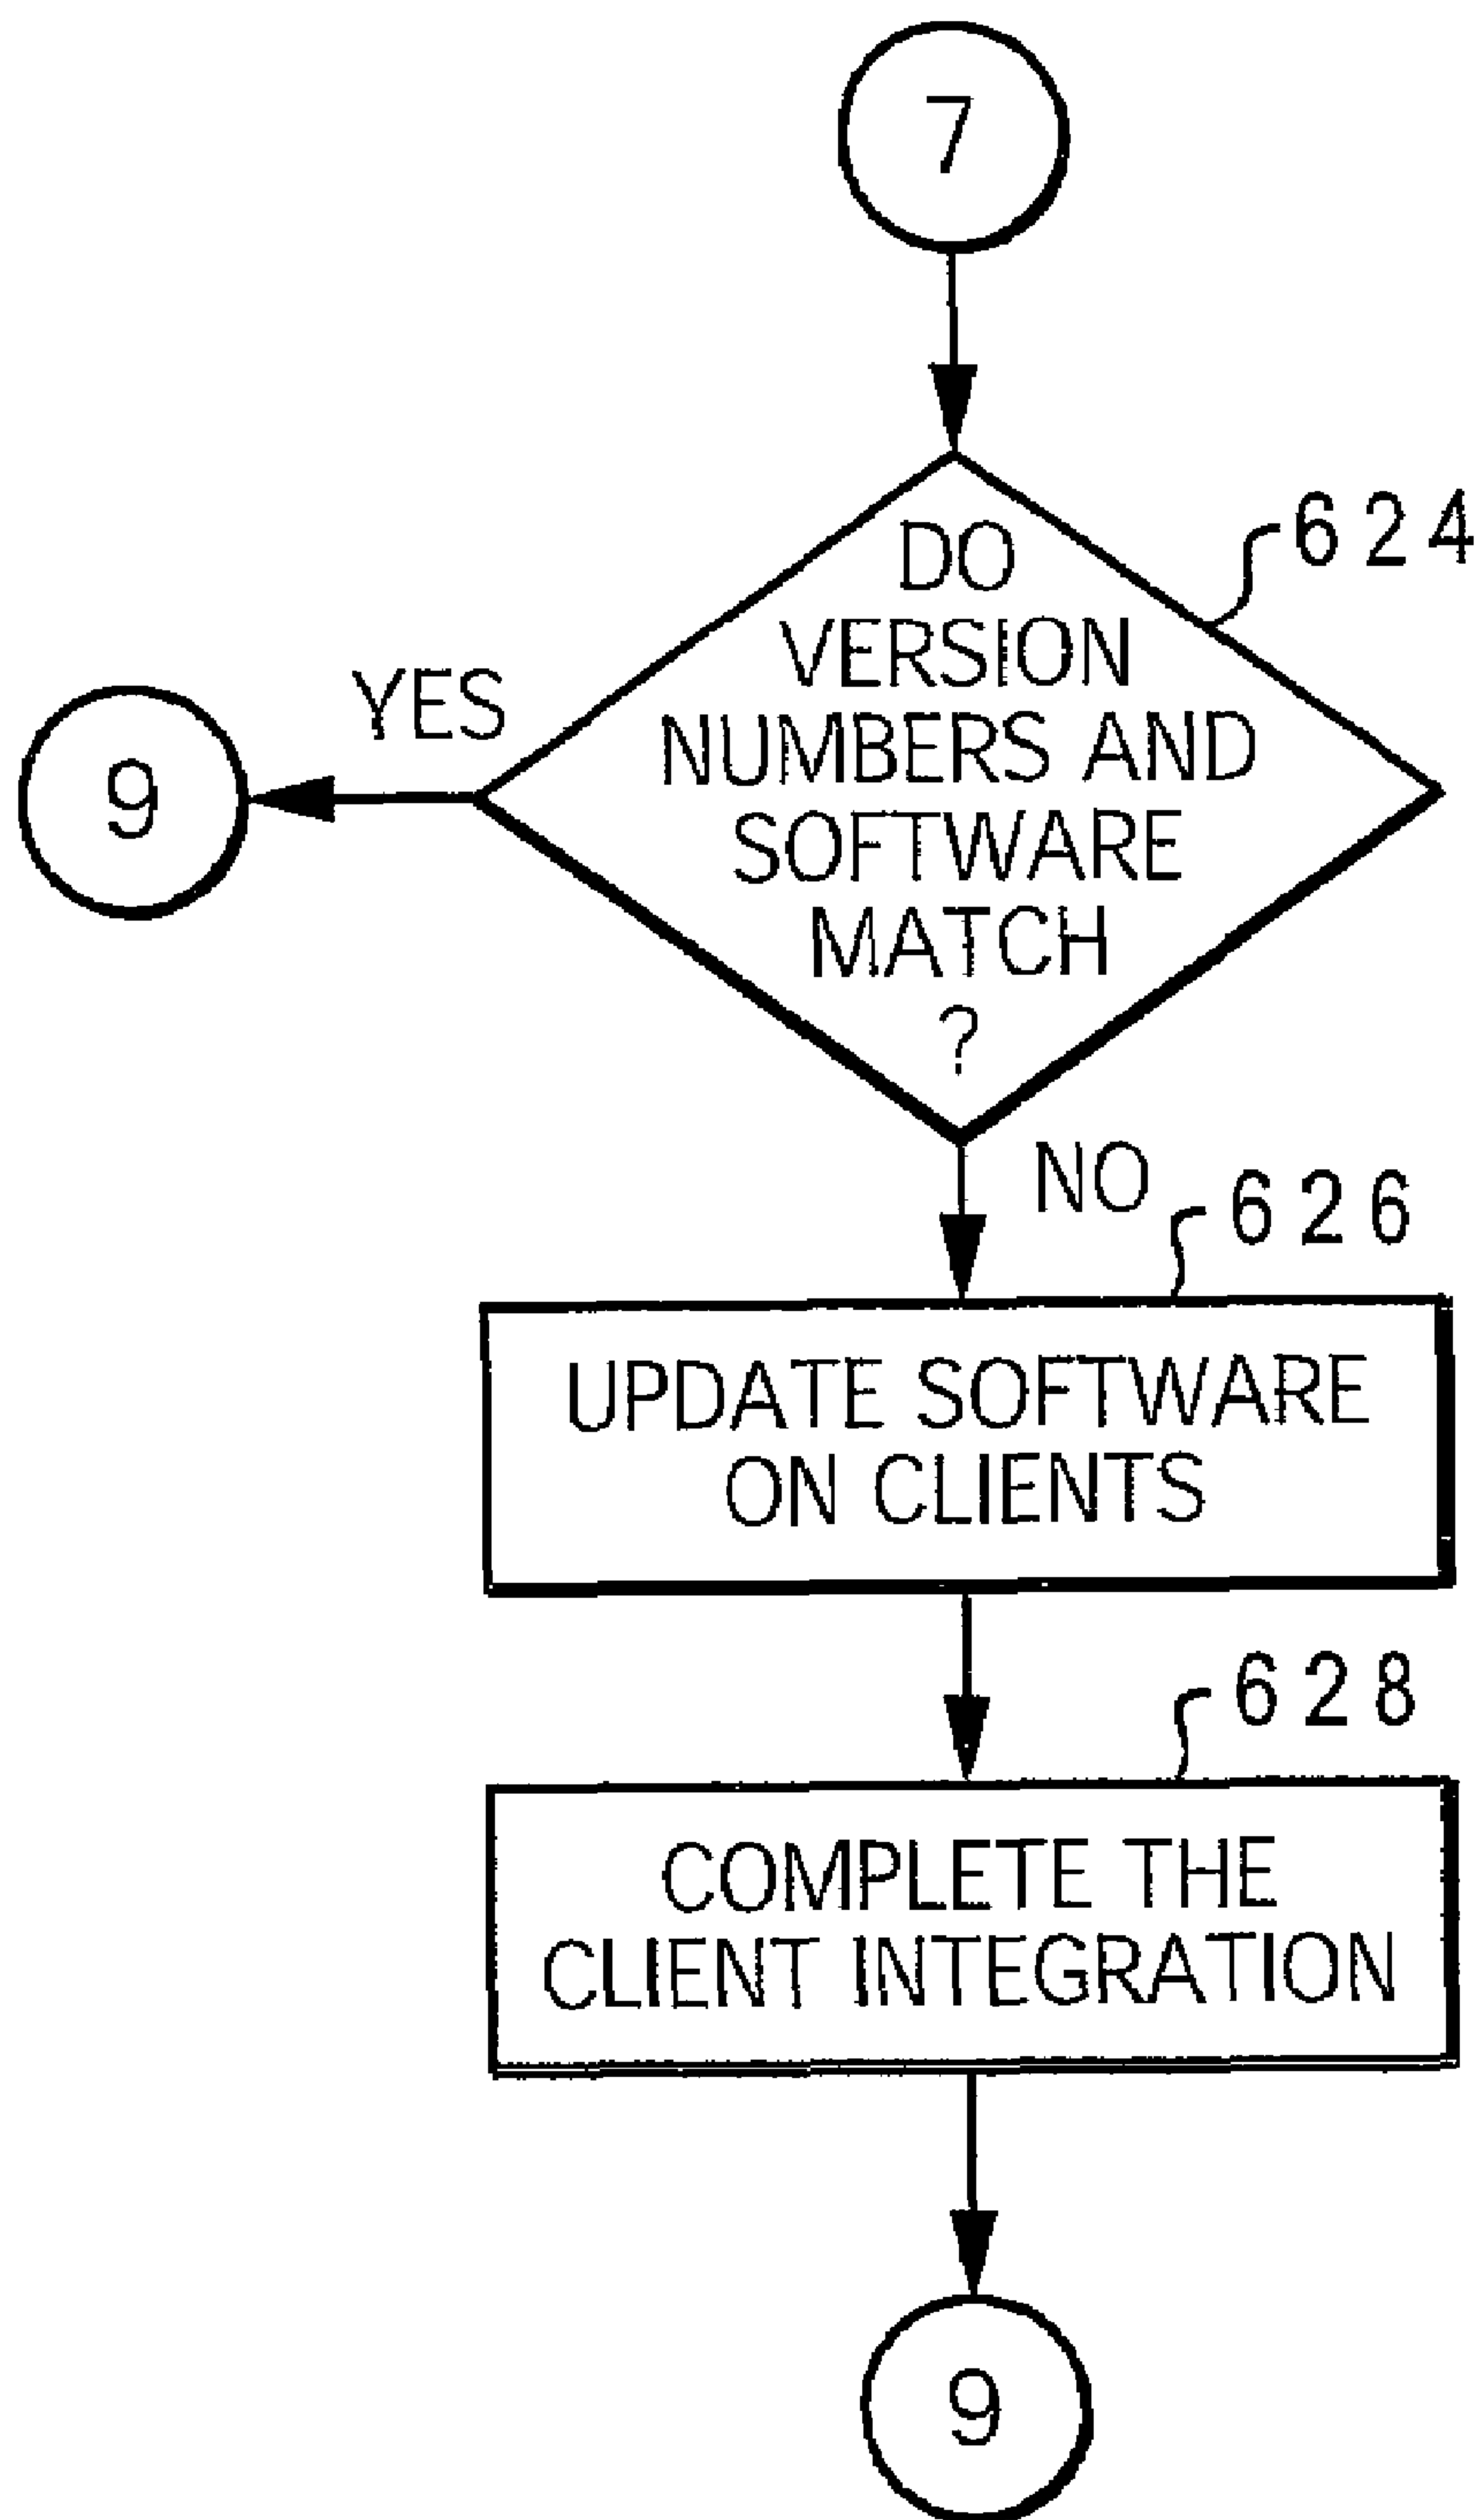 7
624
DO
VERSION
NUMBERS AND
SOFTWARE
MATCH
?
YES
9
NO
626
UPDATE SOFTWARE
ON CLIENTS
628
COMPLETE THE
CLIENT INTEGRATION
9